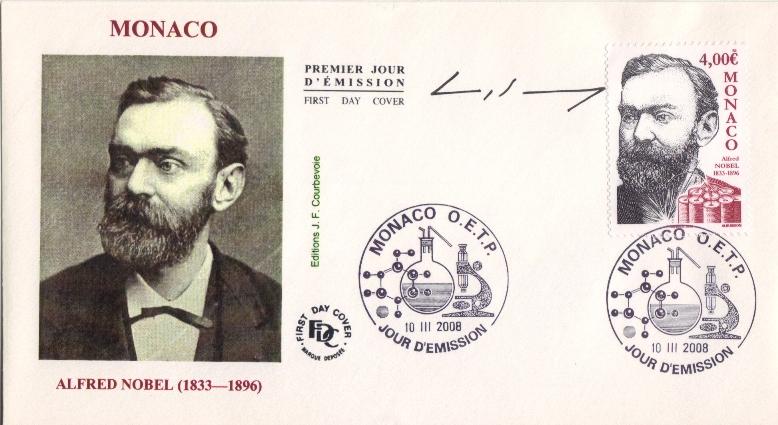 MONACO
PREMIER JOUR
D'ÉMISSION
FIRST DAY COVER
4,00€
MONACO
Alfred
NOBEL
1833-1896
Editions J. F. Courbevoie
MONACO O.E.T.P.
10 III 2008
JOUR D'EMISSION
MONACO O.E.T.P.
10 III 2008
JOUR D'EMISSION
FIRST DAY COVER
FDC
MARQUE DEPOSEE
ALFRED NOBEL (1833—1896)